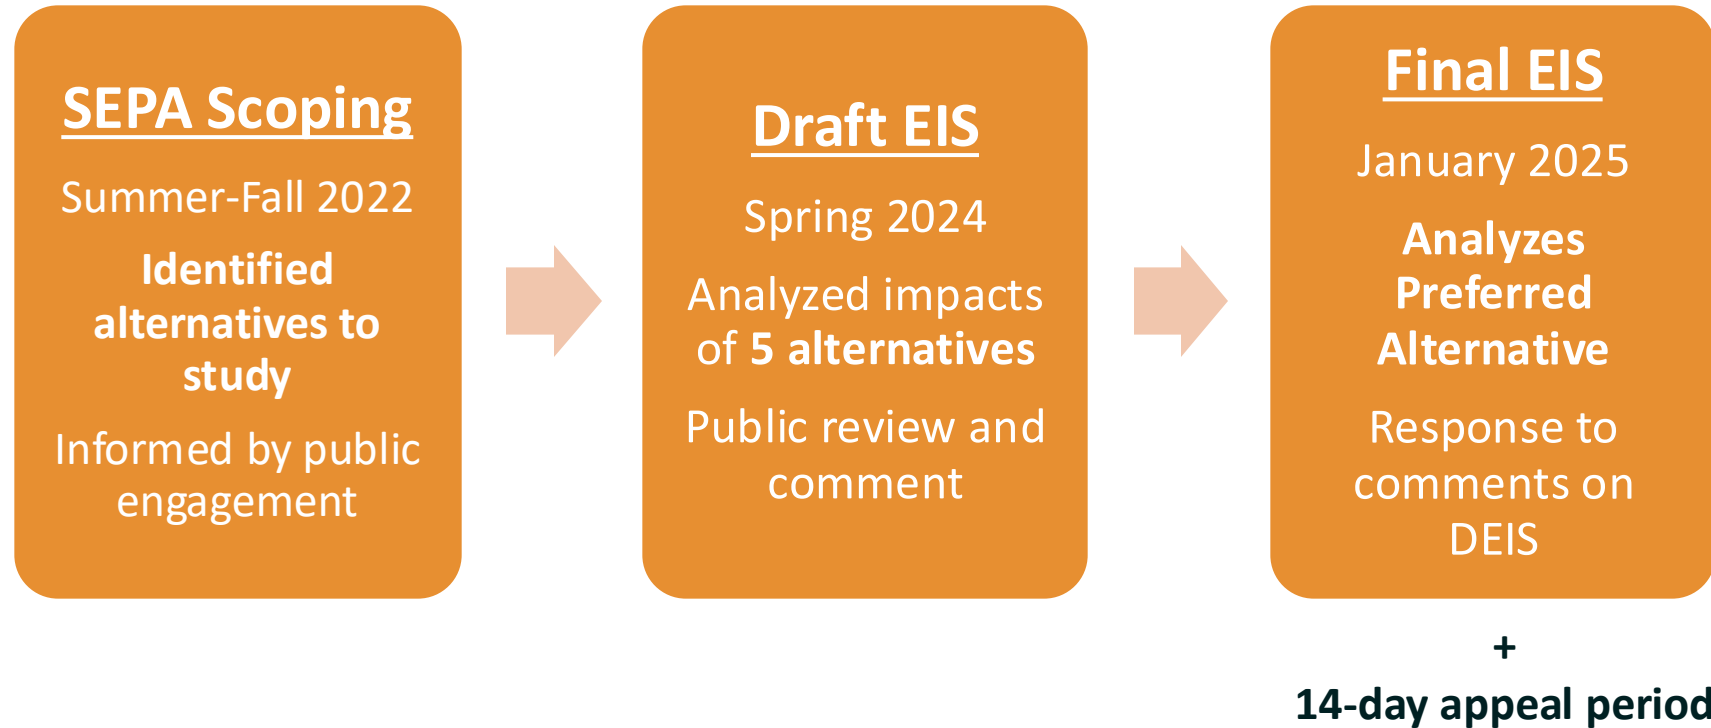 SEPA Scoping
Summer-Fall 2022
Identified
alternatives to
study
Informed by public
engagement
Draft EIS
Spring 2024
Analyzed impacts
of 5 alternatives
Public review and
comment
Final EIS
January 2025
Analyzes
Preferred
Alternative
Response to
comments on
DEIS
+
14-day appeal period